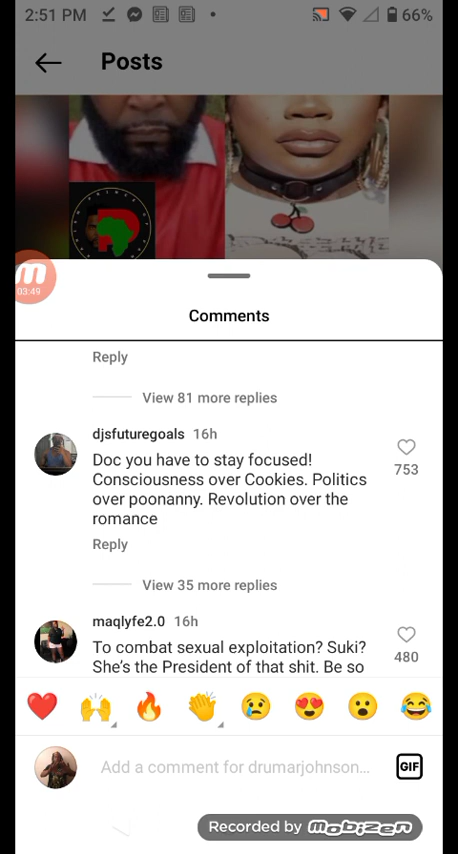 2:51 PM
66%
Posts
03:49
Comments
Reply
View 81 more replies
djsfuturegoals 16h
Doc you have to stay focused!
Consciousness over Cookies. Politics
over poonanny. Revolution over the
romance
753
Reply
View 35 more replies
maqlyfe2.0 16h
To combat sexual exploitation? Suki?
She's the President of that shit. Be so
480
Add a comment for drumarjohnson...
GIF
Recorded by mobizen